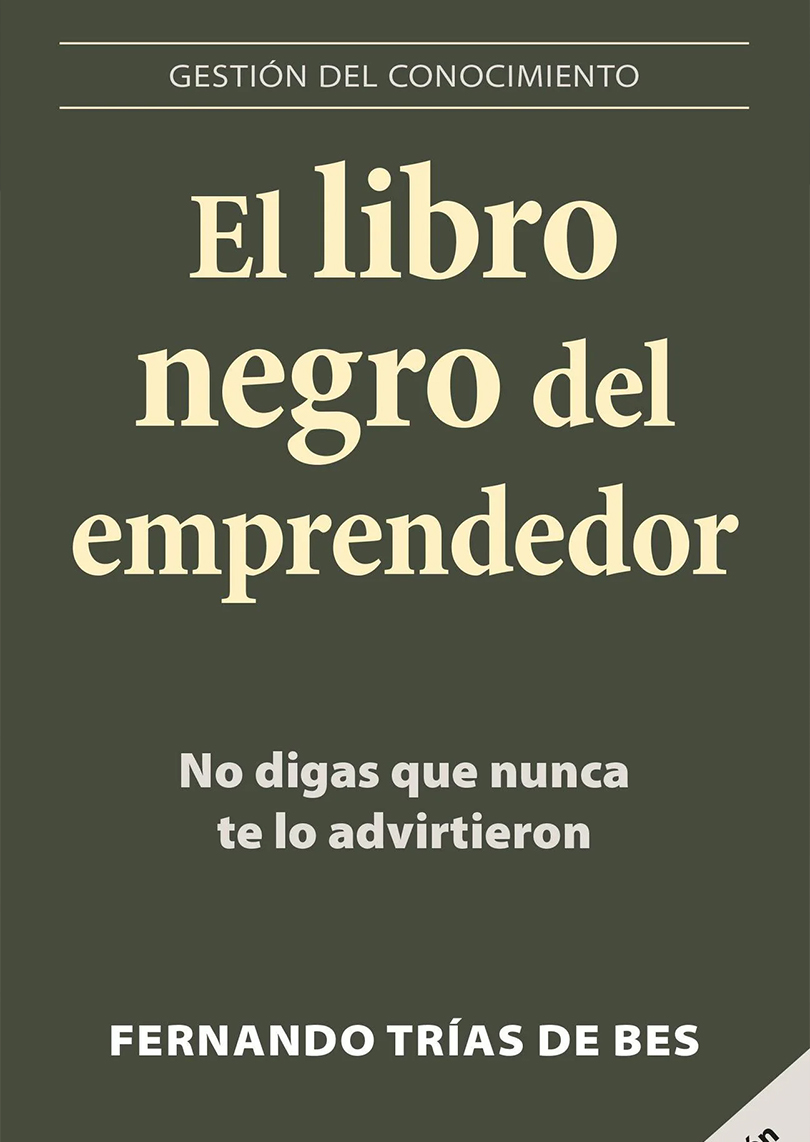 GESTIÓN DEL CONOCIMIENTO
El libro
negro del
emprendedor
No digas que nunca
te lo advirtieron
FERNANDO TRÍAS DE BES